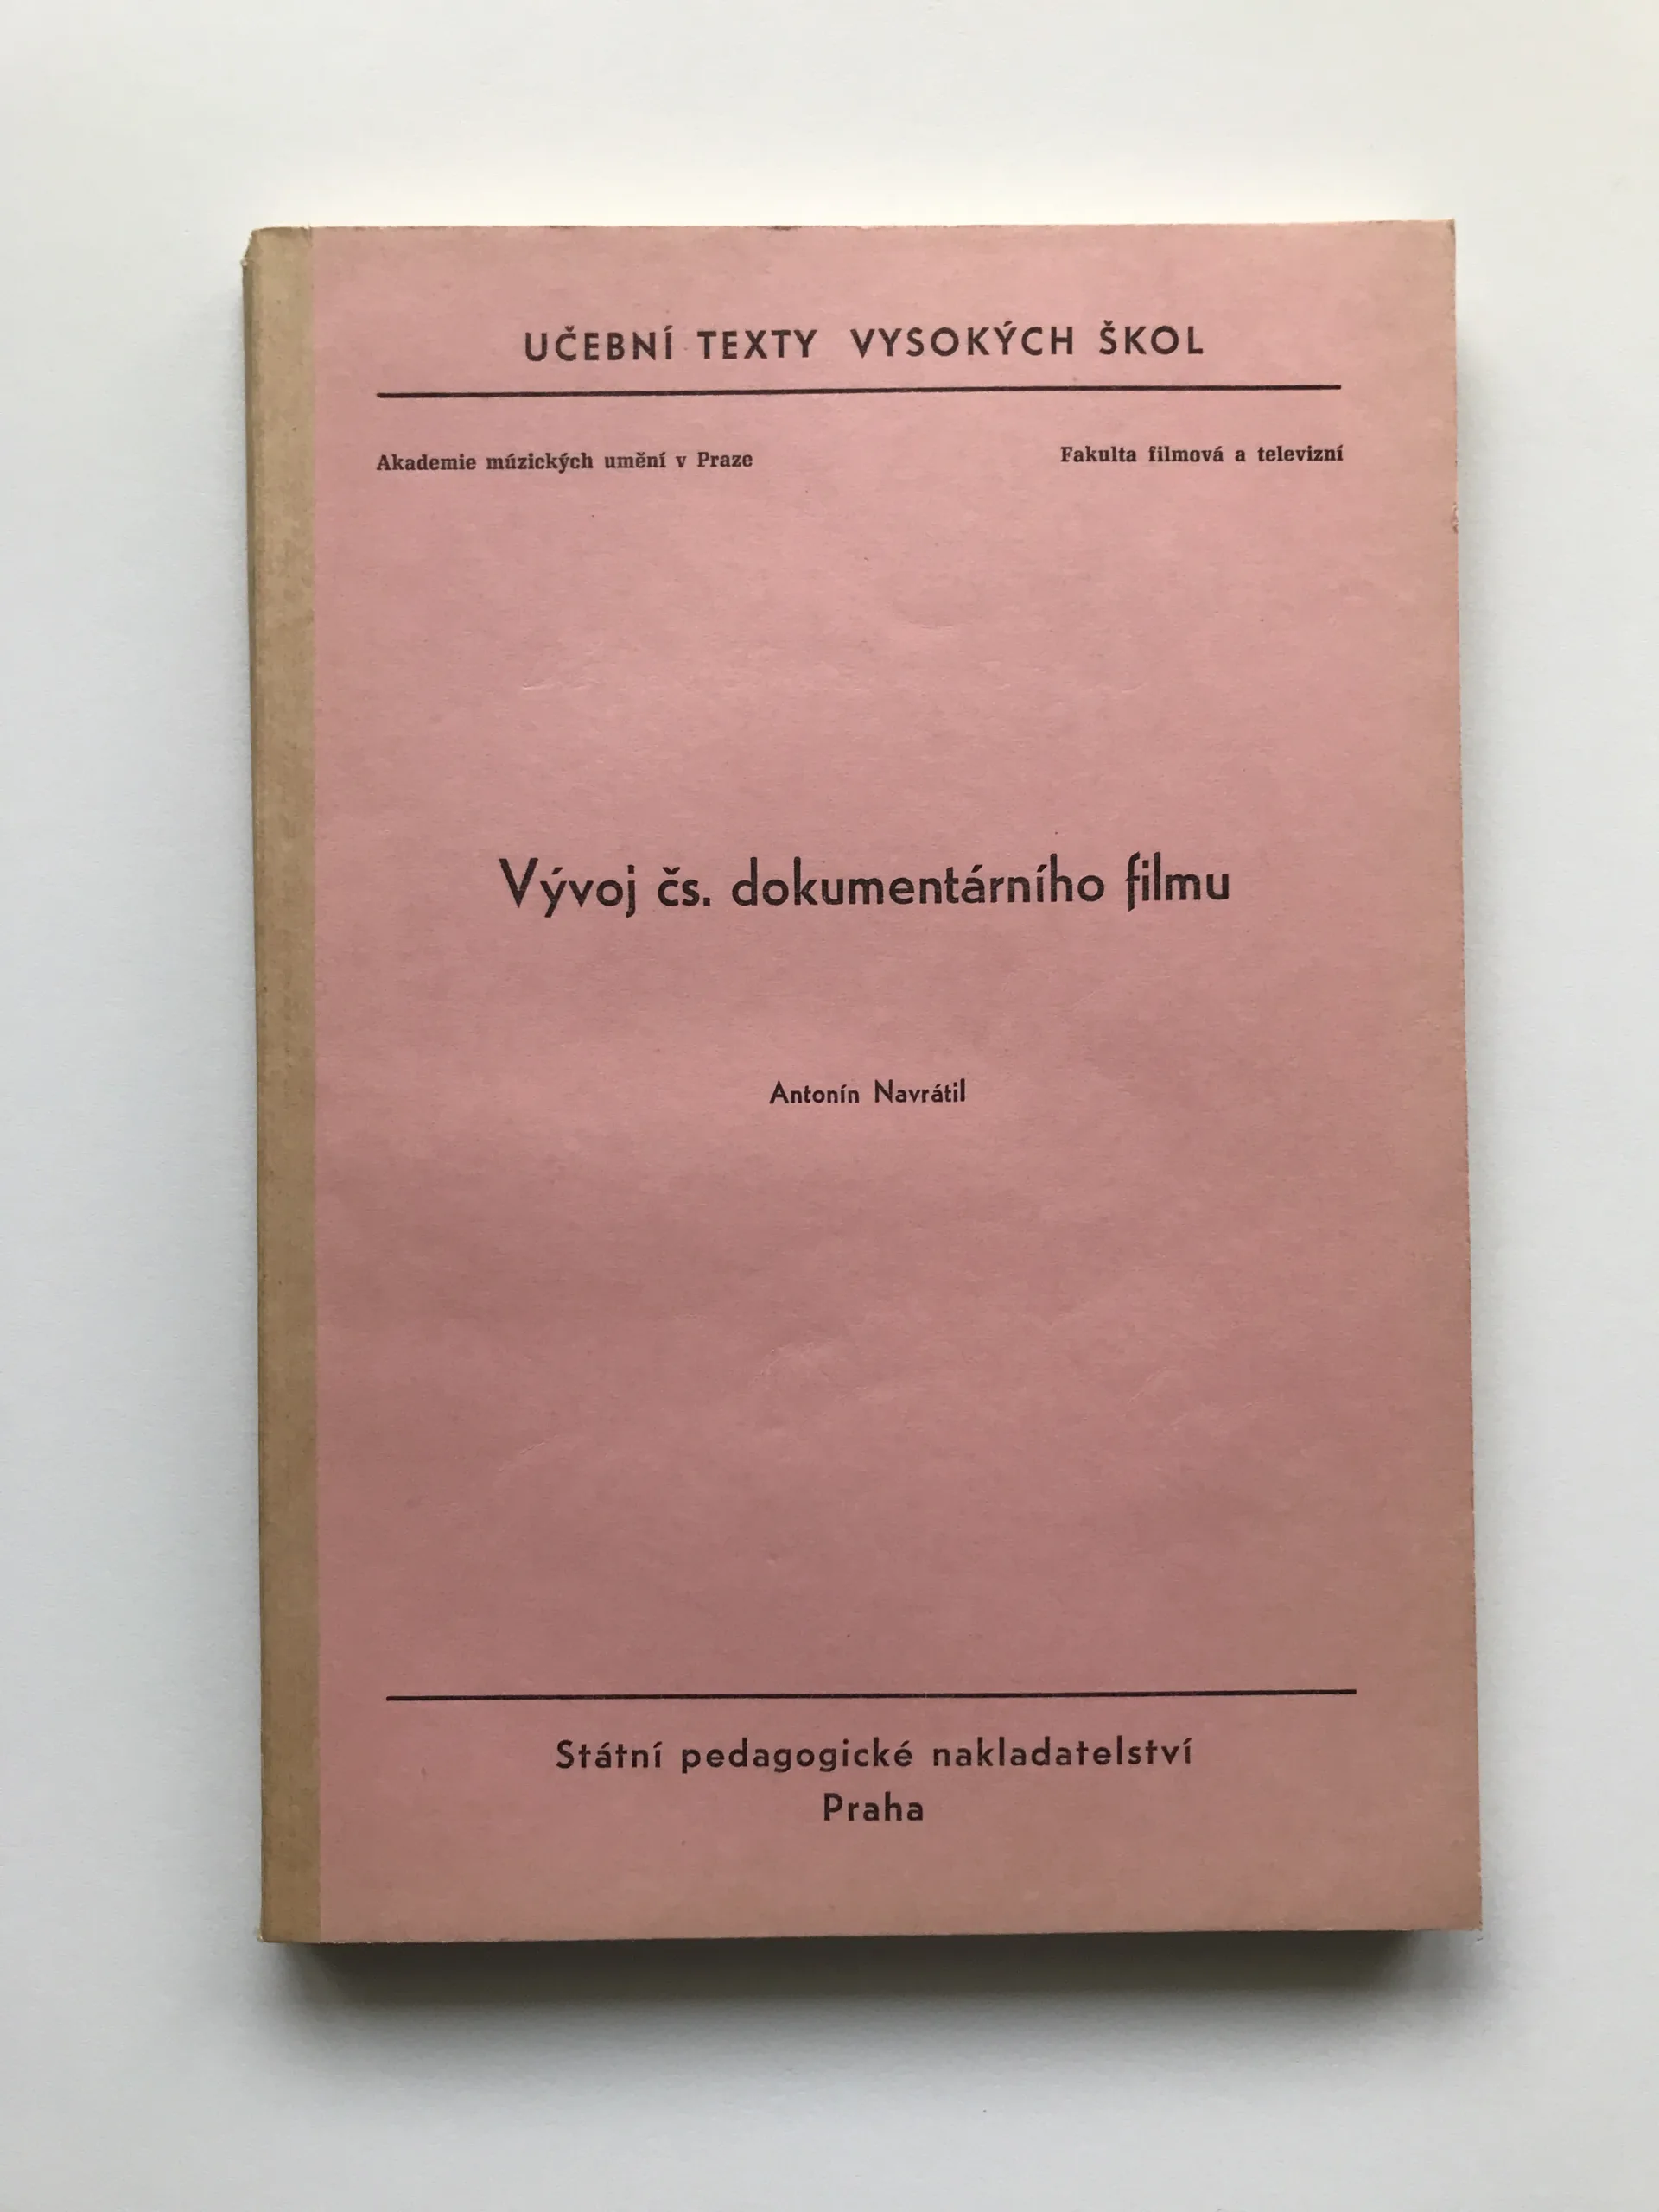 UČEBNÍ TEXTY VYSOKÝCH ŠKOL
Akademie múzických umění v Praze
Fakulta filmová a televizní
Vývoj čs. dokumentárního filmu
Antonín Navrátil
Státní pedagogické nakladatelství
Praha